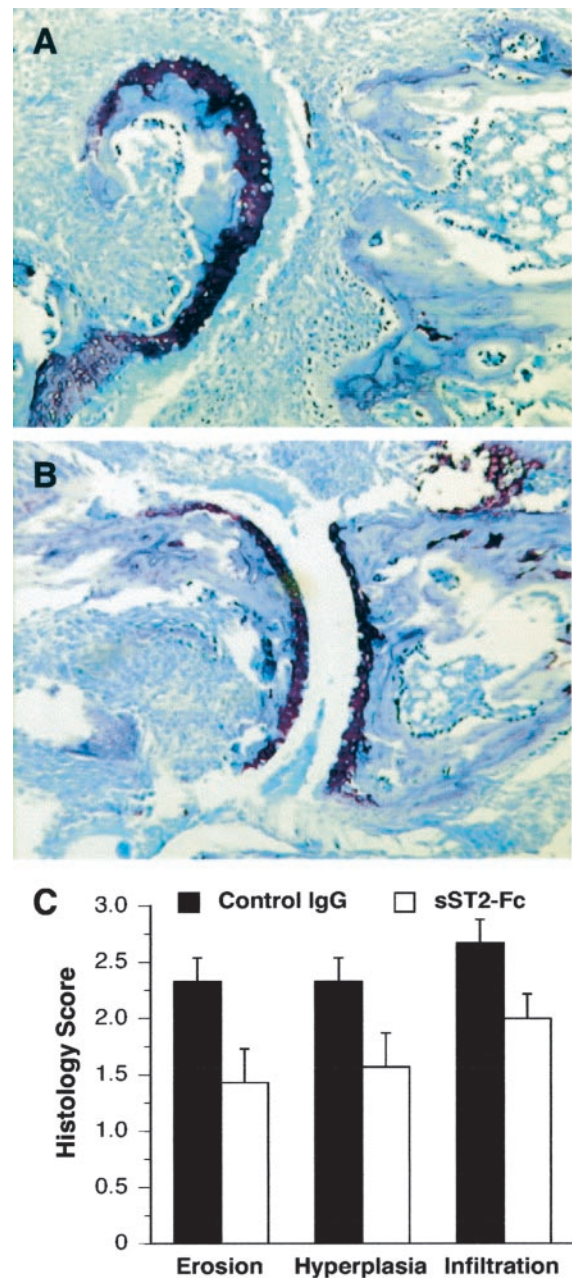 A
B
C
Control IgG sST2-Fc
3.0
2.5
2.0
1.5
1.0
0.5
0
Histology Score
Erosion Hyperplasia Infiltration